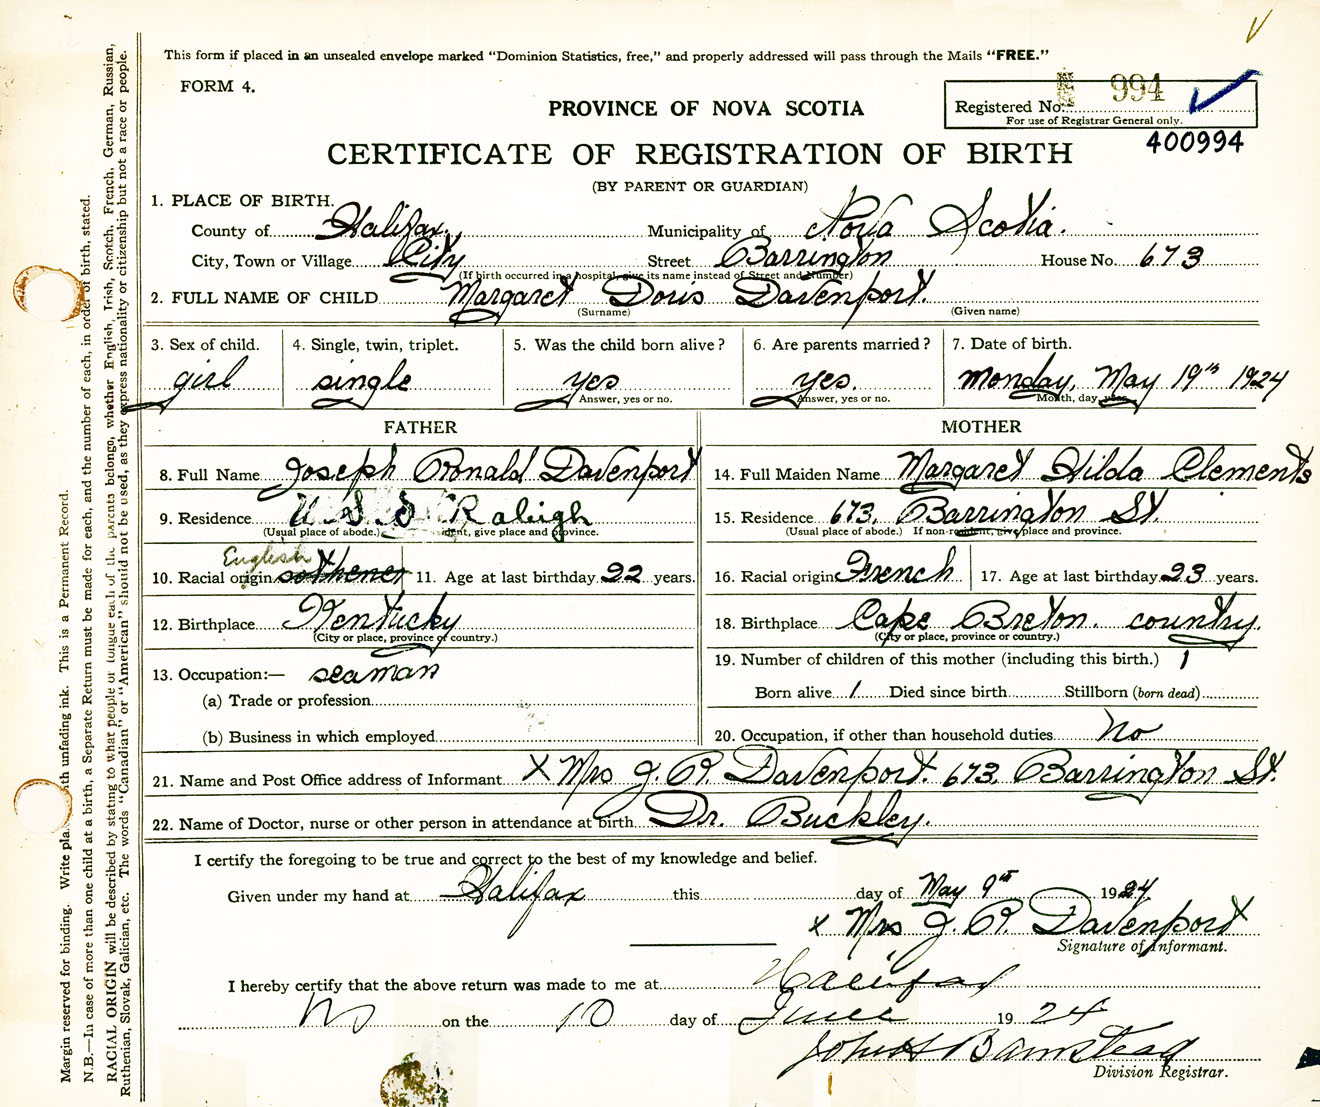 This form if placed in an unsealed envelope marked "Dominion Statistics, free," and properly addressed will pass through the Mails "FREE."
FORM 4.
PROVINCE OF NOVA SCOTIA
Registered No. 994
For use of Registrar General only.
400994
CERTIFICATE OF REGISTRATION OF BIRTH
(BY PARENT OR GUARDIAN)
1. PLACE OF BIRTH.
County of Halifax, Municipality of Nova Scotia.
City, Town or Village City Street Barrington House No. 673
(If birth occurred in a hospital, give its name instead of Street and Number)
2. FULL NAME OF CHILD Margaret Doris Davenport.
(Surname) (Given name)
3. Sex of child. 4. Single, twin, triplet. 5. Was the child born alive? 6. Are parents married? 7. Date of birth.
girl single yes yes. Monday, May 19th 1924
Answer, yes or no. Answer, yes or no. Month, day, year.
FATHER MOTHER
8. Full Name Joseph Ronald Davenport 14. Full Maiden Name Margaret Hilda Clements
9. Residence U.S.S Raleigh 15. Residence 673, Barrington St.
(Usual place of abode.) give place and province. (Usual place of abode.) If non-resident, give place and province.
English
10. Racial origin sothener 11. Age at last birthday 22 years. 16. Racial origin French 17. Age at last birthday 23 years.
12. Birthplace Kentucky 18. Birthplace Cape Breton. country.
(City or place, province or country.) (City or place, province or country.)
13. Occupation:— seaman 19. Number of children of this mother (including this birth.) 1
(a) Trade or profession Born alive 1 Died since birth Stillborn (born dead)
(b) Business in which employed 20. Occupation, if other than household duties No
21. Name and Post Office address of Informant x Mrs J. R. Davenport. 673 Barrington St.
22. Name of Doctor, nurse or other person in attendance at birth Dr. Buckley.
I certify the foregoing to be true and correct to the best of my knowledge and belief.
Given under my hand at Halifax this day of May 9th 1924
x Mrs J. R. Davenport
Signature of Informant.
I hereby certify that the above return was made to me at Halifax
NS on the 10 day of June 1924
Division Registrar.
Margin reserved for binding. Write plainly with unfading ink. This is a Permanent Record.
N.B.—In case of more than one child at a birth, a Separate Return must be made for each, and the number of each, in order of birth, stated.
RACIAL ORIGIN will be described by stating to what people or tongue each of the parents belong, whether English, Irish, Scotch, French, German, Russian,
Ruthenian, Slovak, Galician, etc. The words "Canadian" or "American" should not be used, as they express nationality or citizenship but not a race or people.